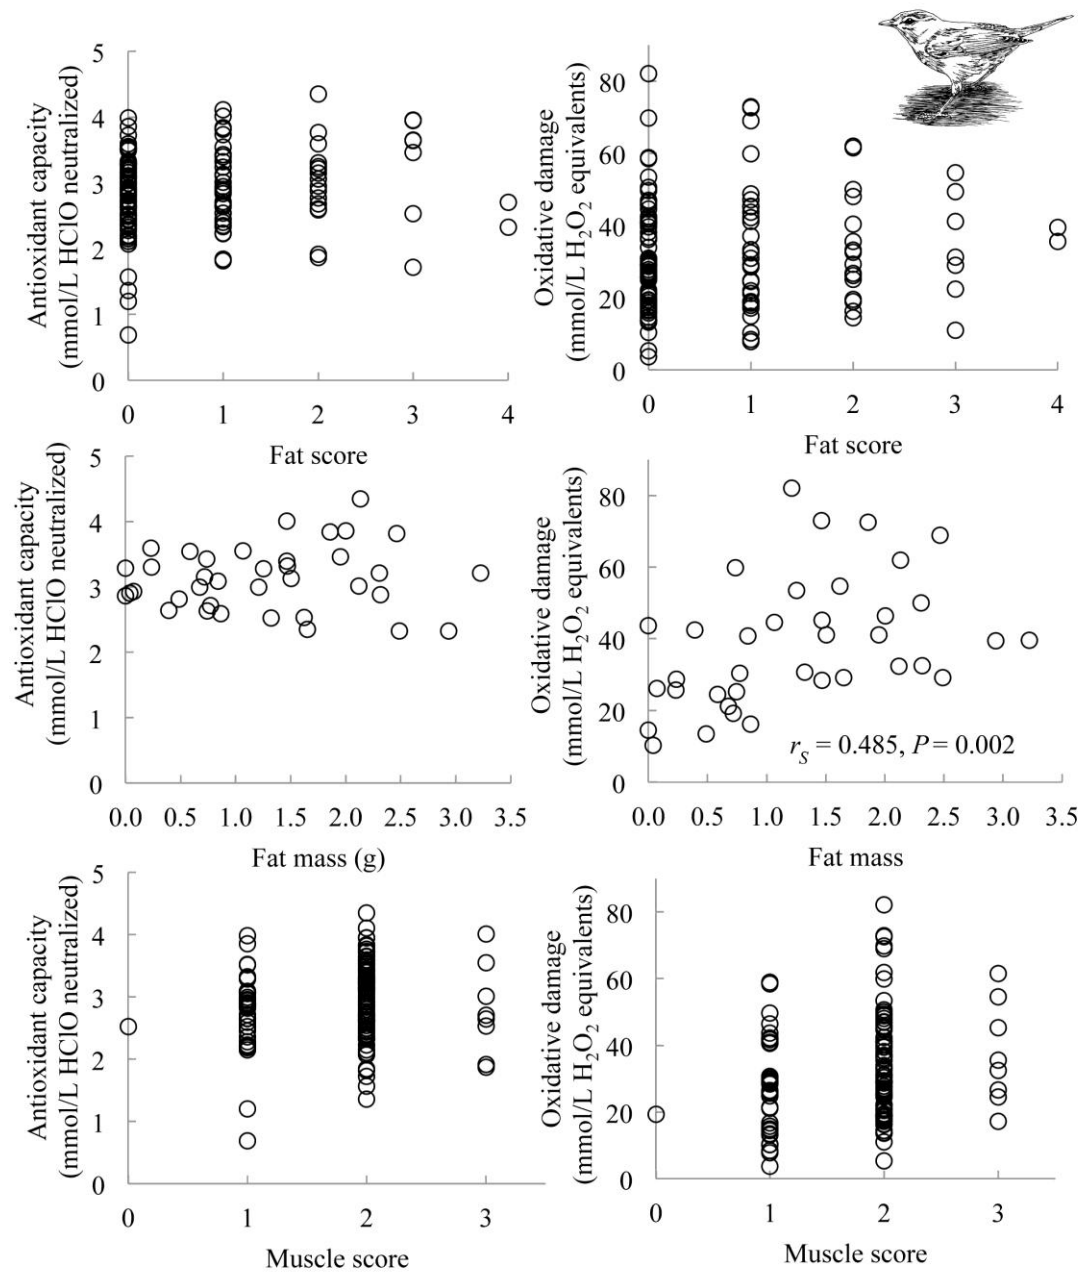 Antioxidant capacity
(mmol/L HClO neutralized)
5
4
3
2
1
0
0 1 2 3 4
Fat score
Oxidative damage
(mmol/L H₂O₂ equivalents)
80
60
40
20
0
0 1 2 3 4
Fat score
Antioxidant capacity
(mmol/L HClO neutralized)
5
4
3
2
1
0
0.0 0.5 1.0 1.5 2.0 2.5 3.0 3.5
Fat mass (g)
Oxidative damage
(mmol/L H₂O₂ equivalents)
80
60
40
20
0
r_S = 0.485, P = 0.002
0.0 0.5 1.0 1.5 2.0 2.5 3.0 3.5
Fat mass
Antioxidant capacity
(mmol/L HClO neutralized)
5
4
3
2
1
0
0 1 2 3
Muscle score
Oxidative damage
(mmol/L H₂O₂ equivalents)
80
60
40
20
0
0 1 2 3
Muscle score